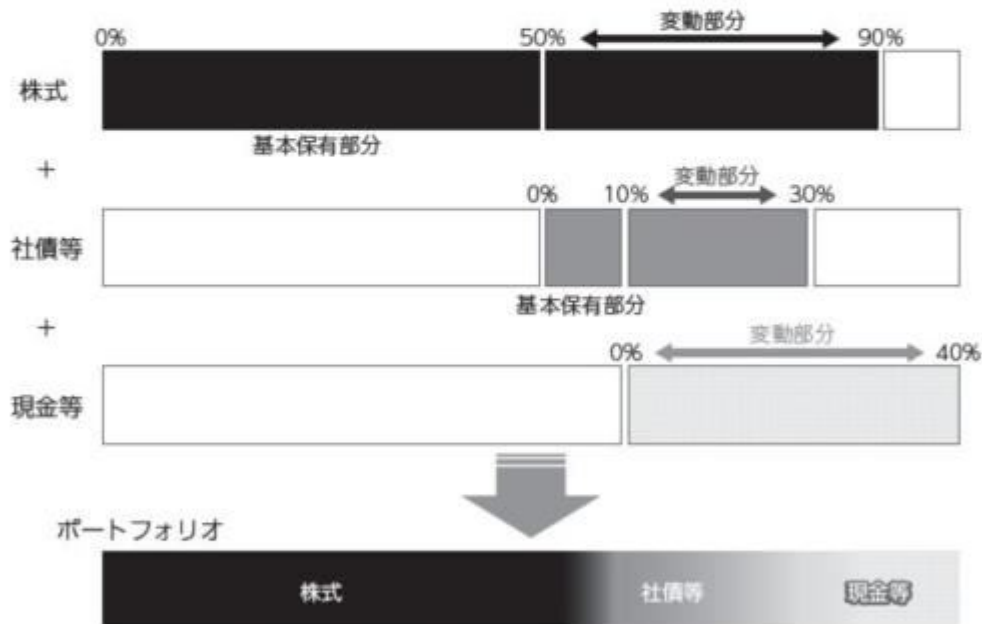 変動部分
0% 50% 90%
株式
基本保有部分
+
変動部分
0% 10% 30%
社債等
基本保有部分
+
変動部分
0% 40%
現金等
ポートフォリオ
株式 社債等 現金等